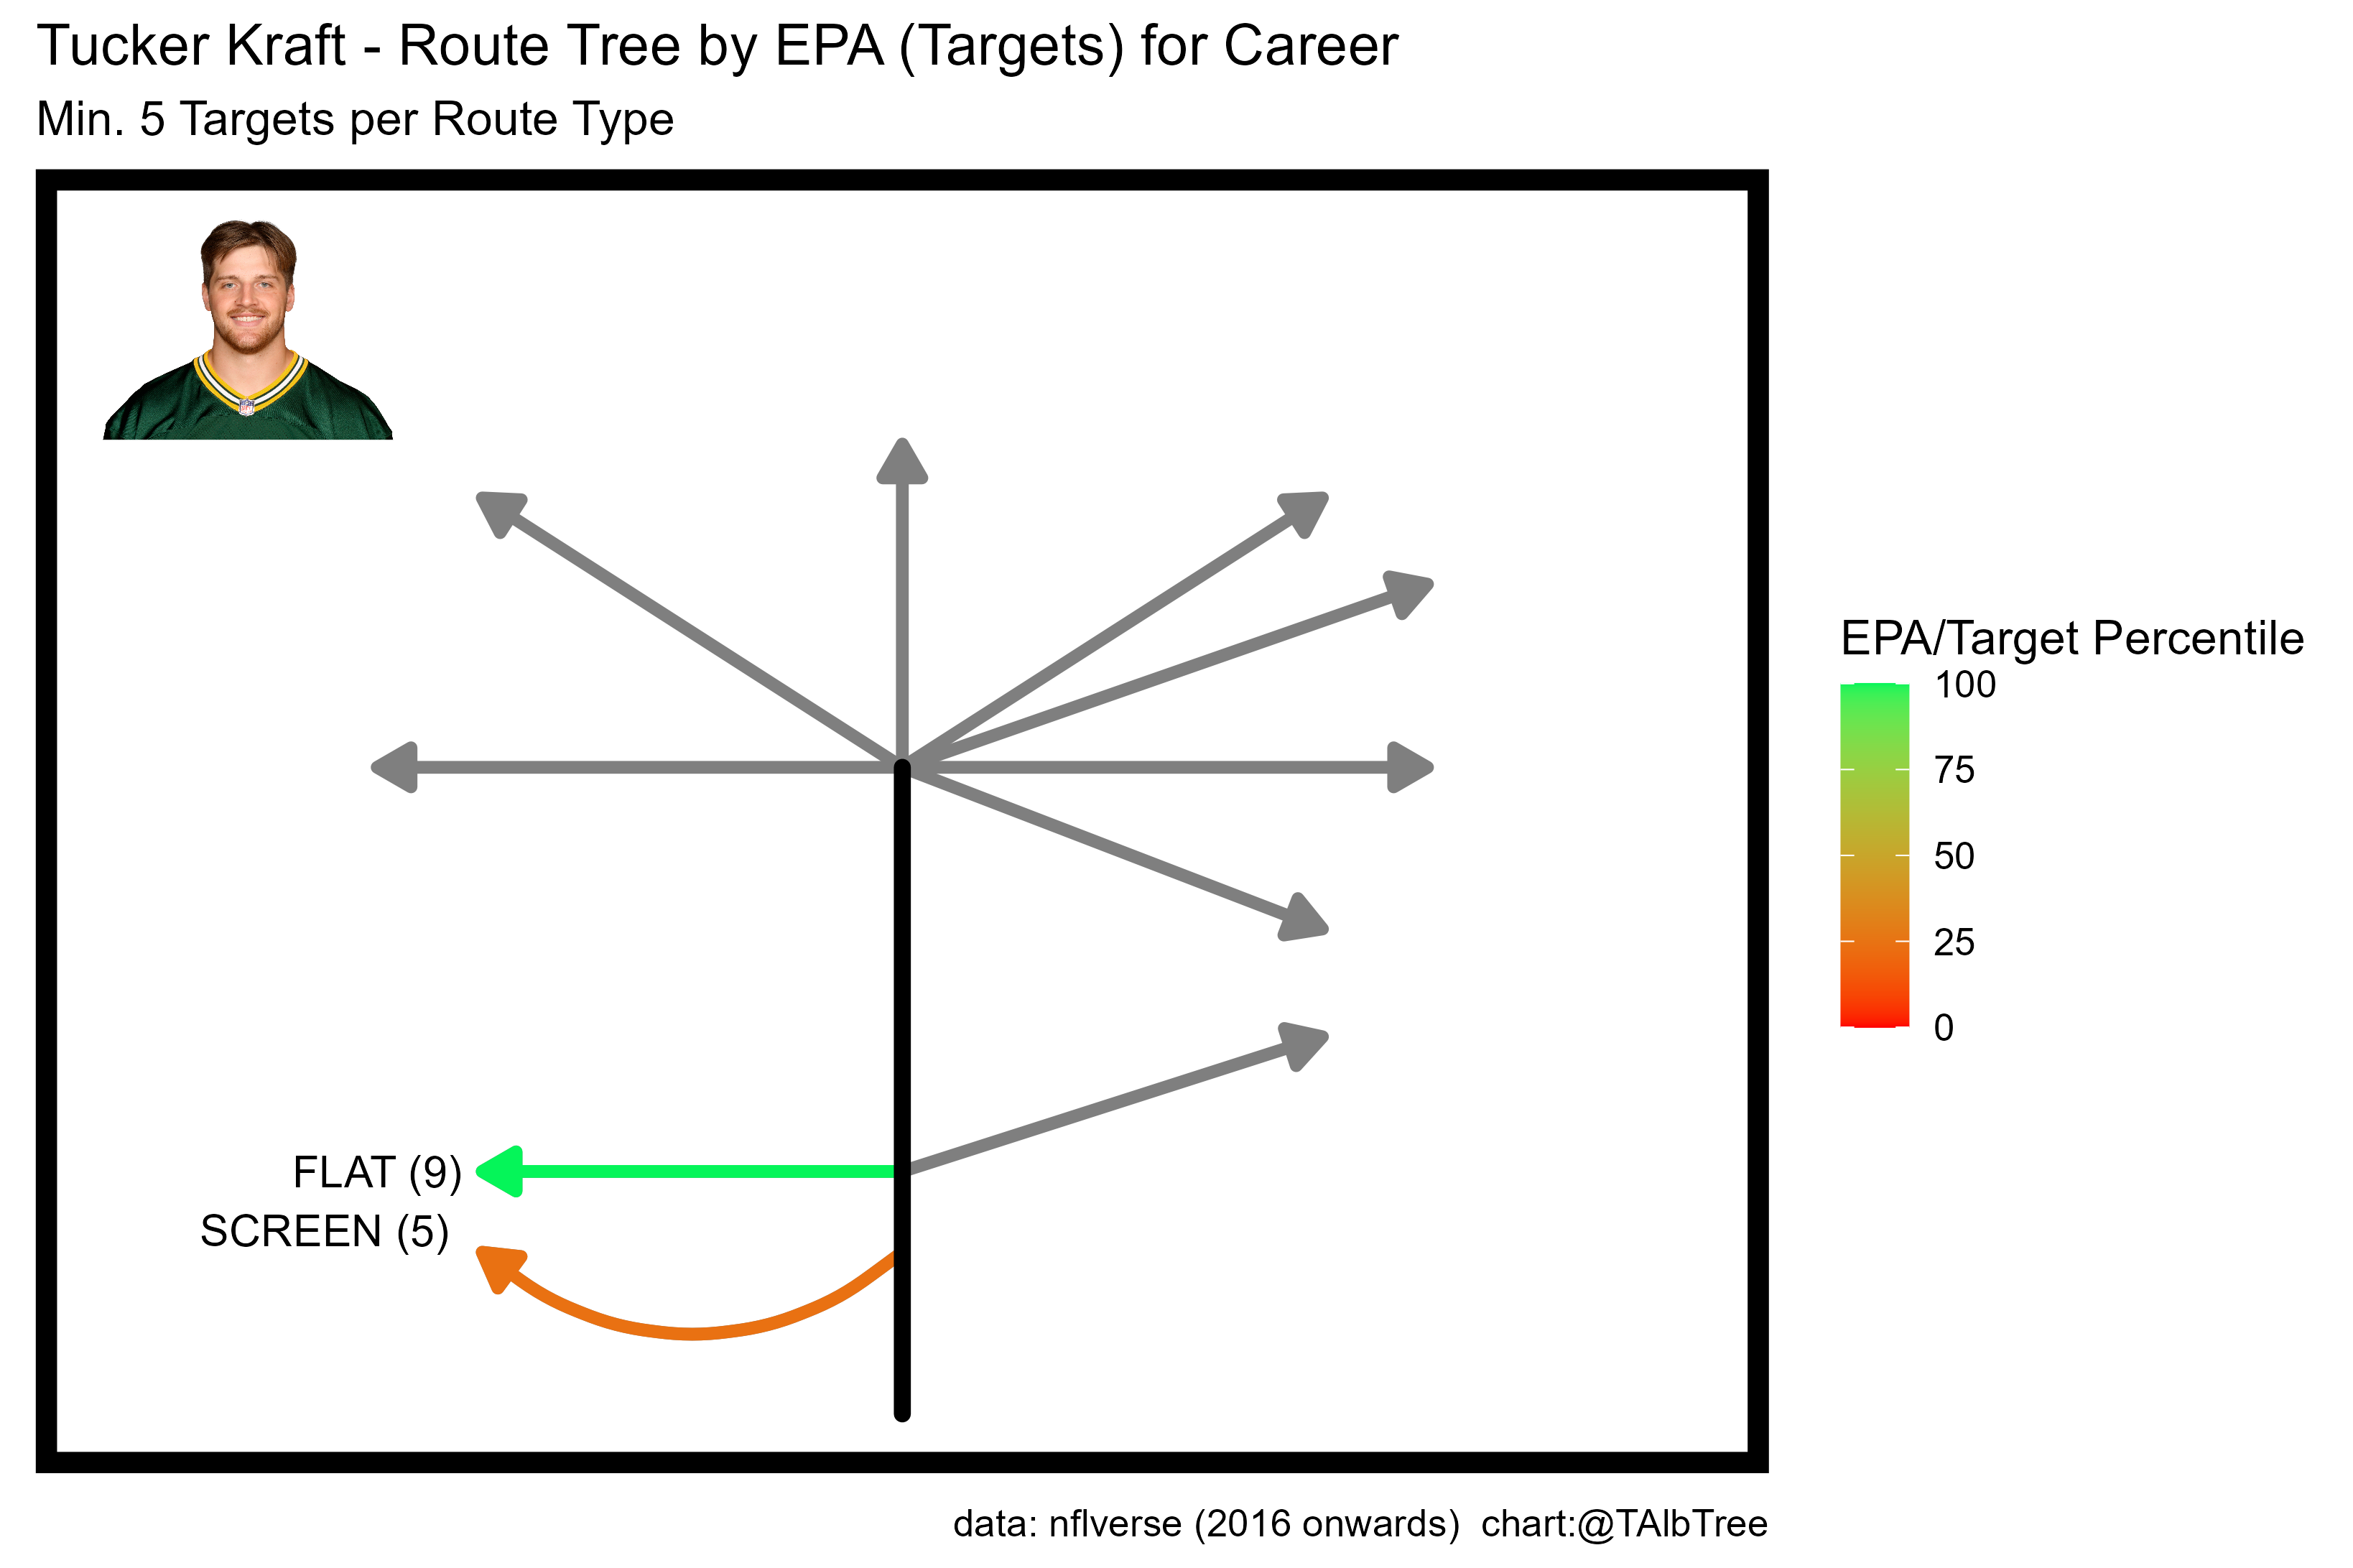 Tucker Kraft - Route Tree by EPA (Targets) for Career
Min. 5 Targets per Route Type
EPA/Target Percentile
100
75
50
25
0
FLAT (9)
SCREEN (5)
data: nflverse (2016 onwards)  chart:@TAlbTree